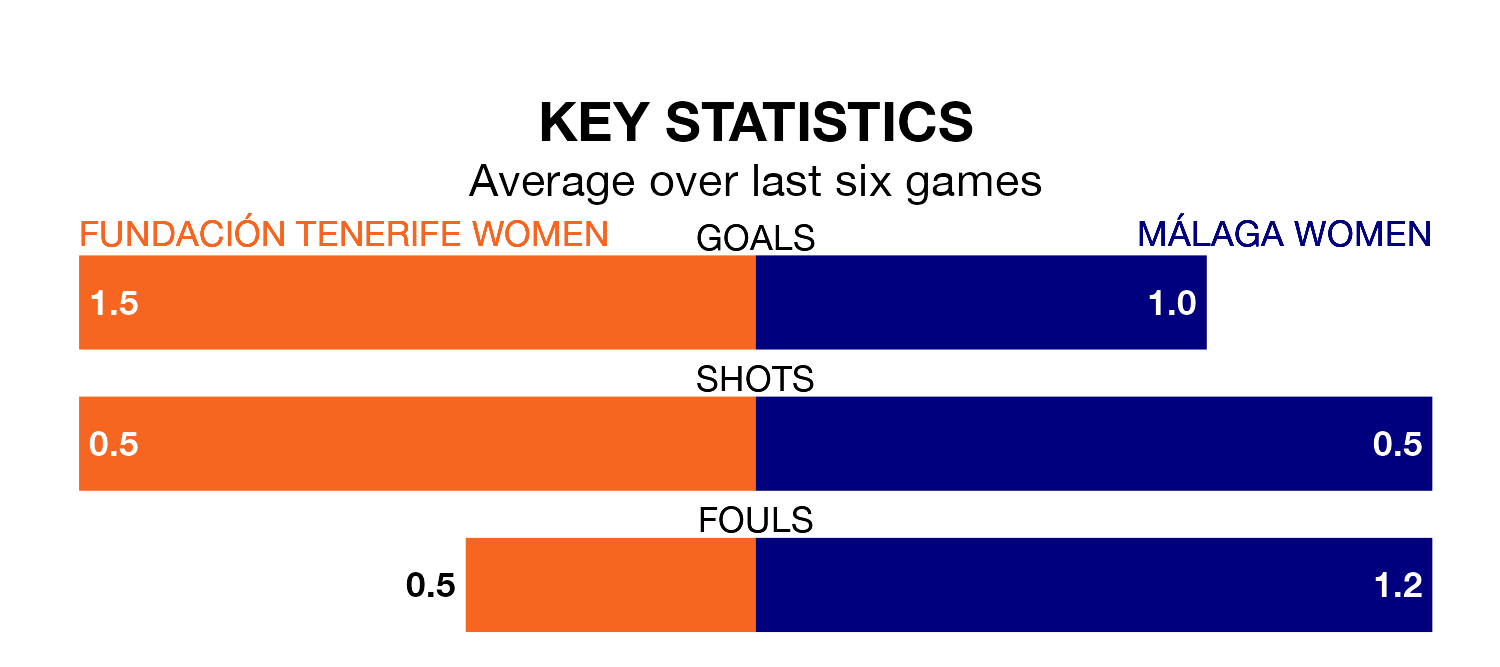 KEY STATISTICS
Average over last six games
FUNDACIÓN TENERIFE WOMEN
GOALS
MÁLAGA WOMEN
1.5
1.0
SHOTS
0.5
0.5
FOULS
0.5
1.2